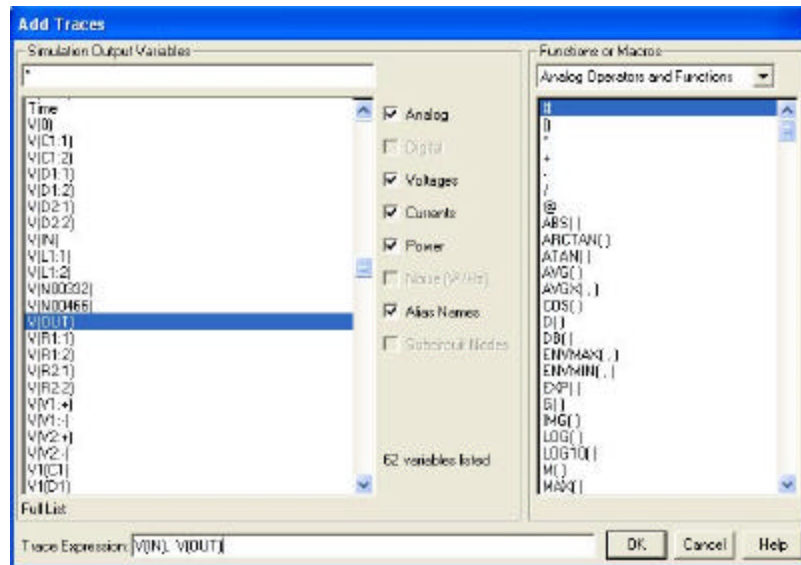 Add Traces
Simulation Output Variables
*
Time
V(0)
V(C1:1)
V(C1:2)
V(D1:1)
V(D1:2)
V(D2:1)
V(D2:2)
V(IN)
V(L1:1)
V(L1:2)
V(N00332)
V(N00466)
V(OUT)
V(R1:1)
V(R1:2)
V(R2:1)
V(R2:2)
V(V1:+)
V(V1:-)
V(V2:+)
V(V2:-)
V1(C1)
V1(D1)
Full List
Analog
Digital
Voltages
Currents
Power
Noise (V²/Hz)
Alias Names
Subcircuit Nodes
62 variables listed
Functions or Macros
Analog Operators and Functions
#
()
*
+
-
/
@
ABS()
ARCTAN()
ATAN()
AVG()
AVGX(,)
COS()
D()
DB()
ENVMAX(,)
ENVMIN(,)
EXP()
G()
IMG()
LOG()
LOG10()
M()
MAX()
Trace Expression: V(IN), V(OUT)
OK
Cancel
Help